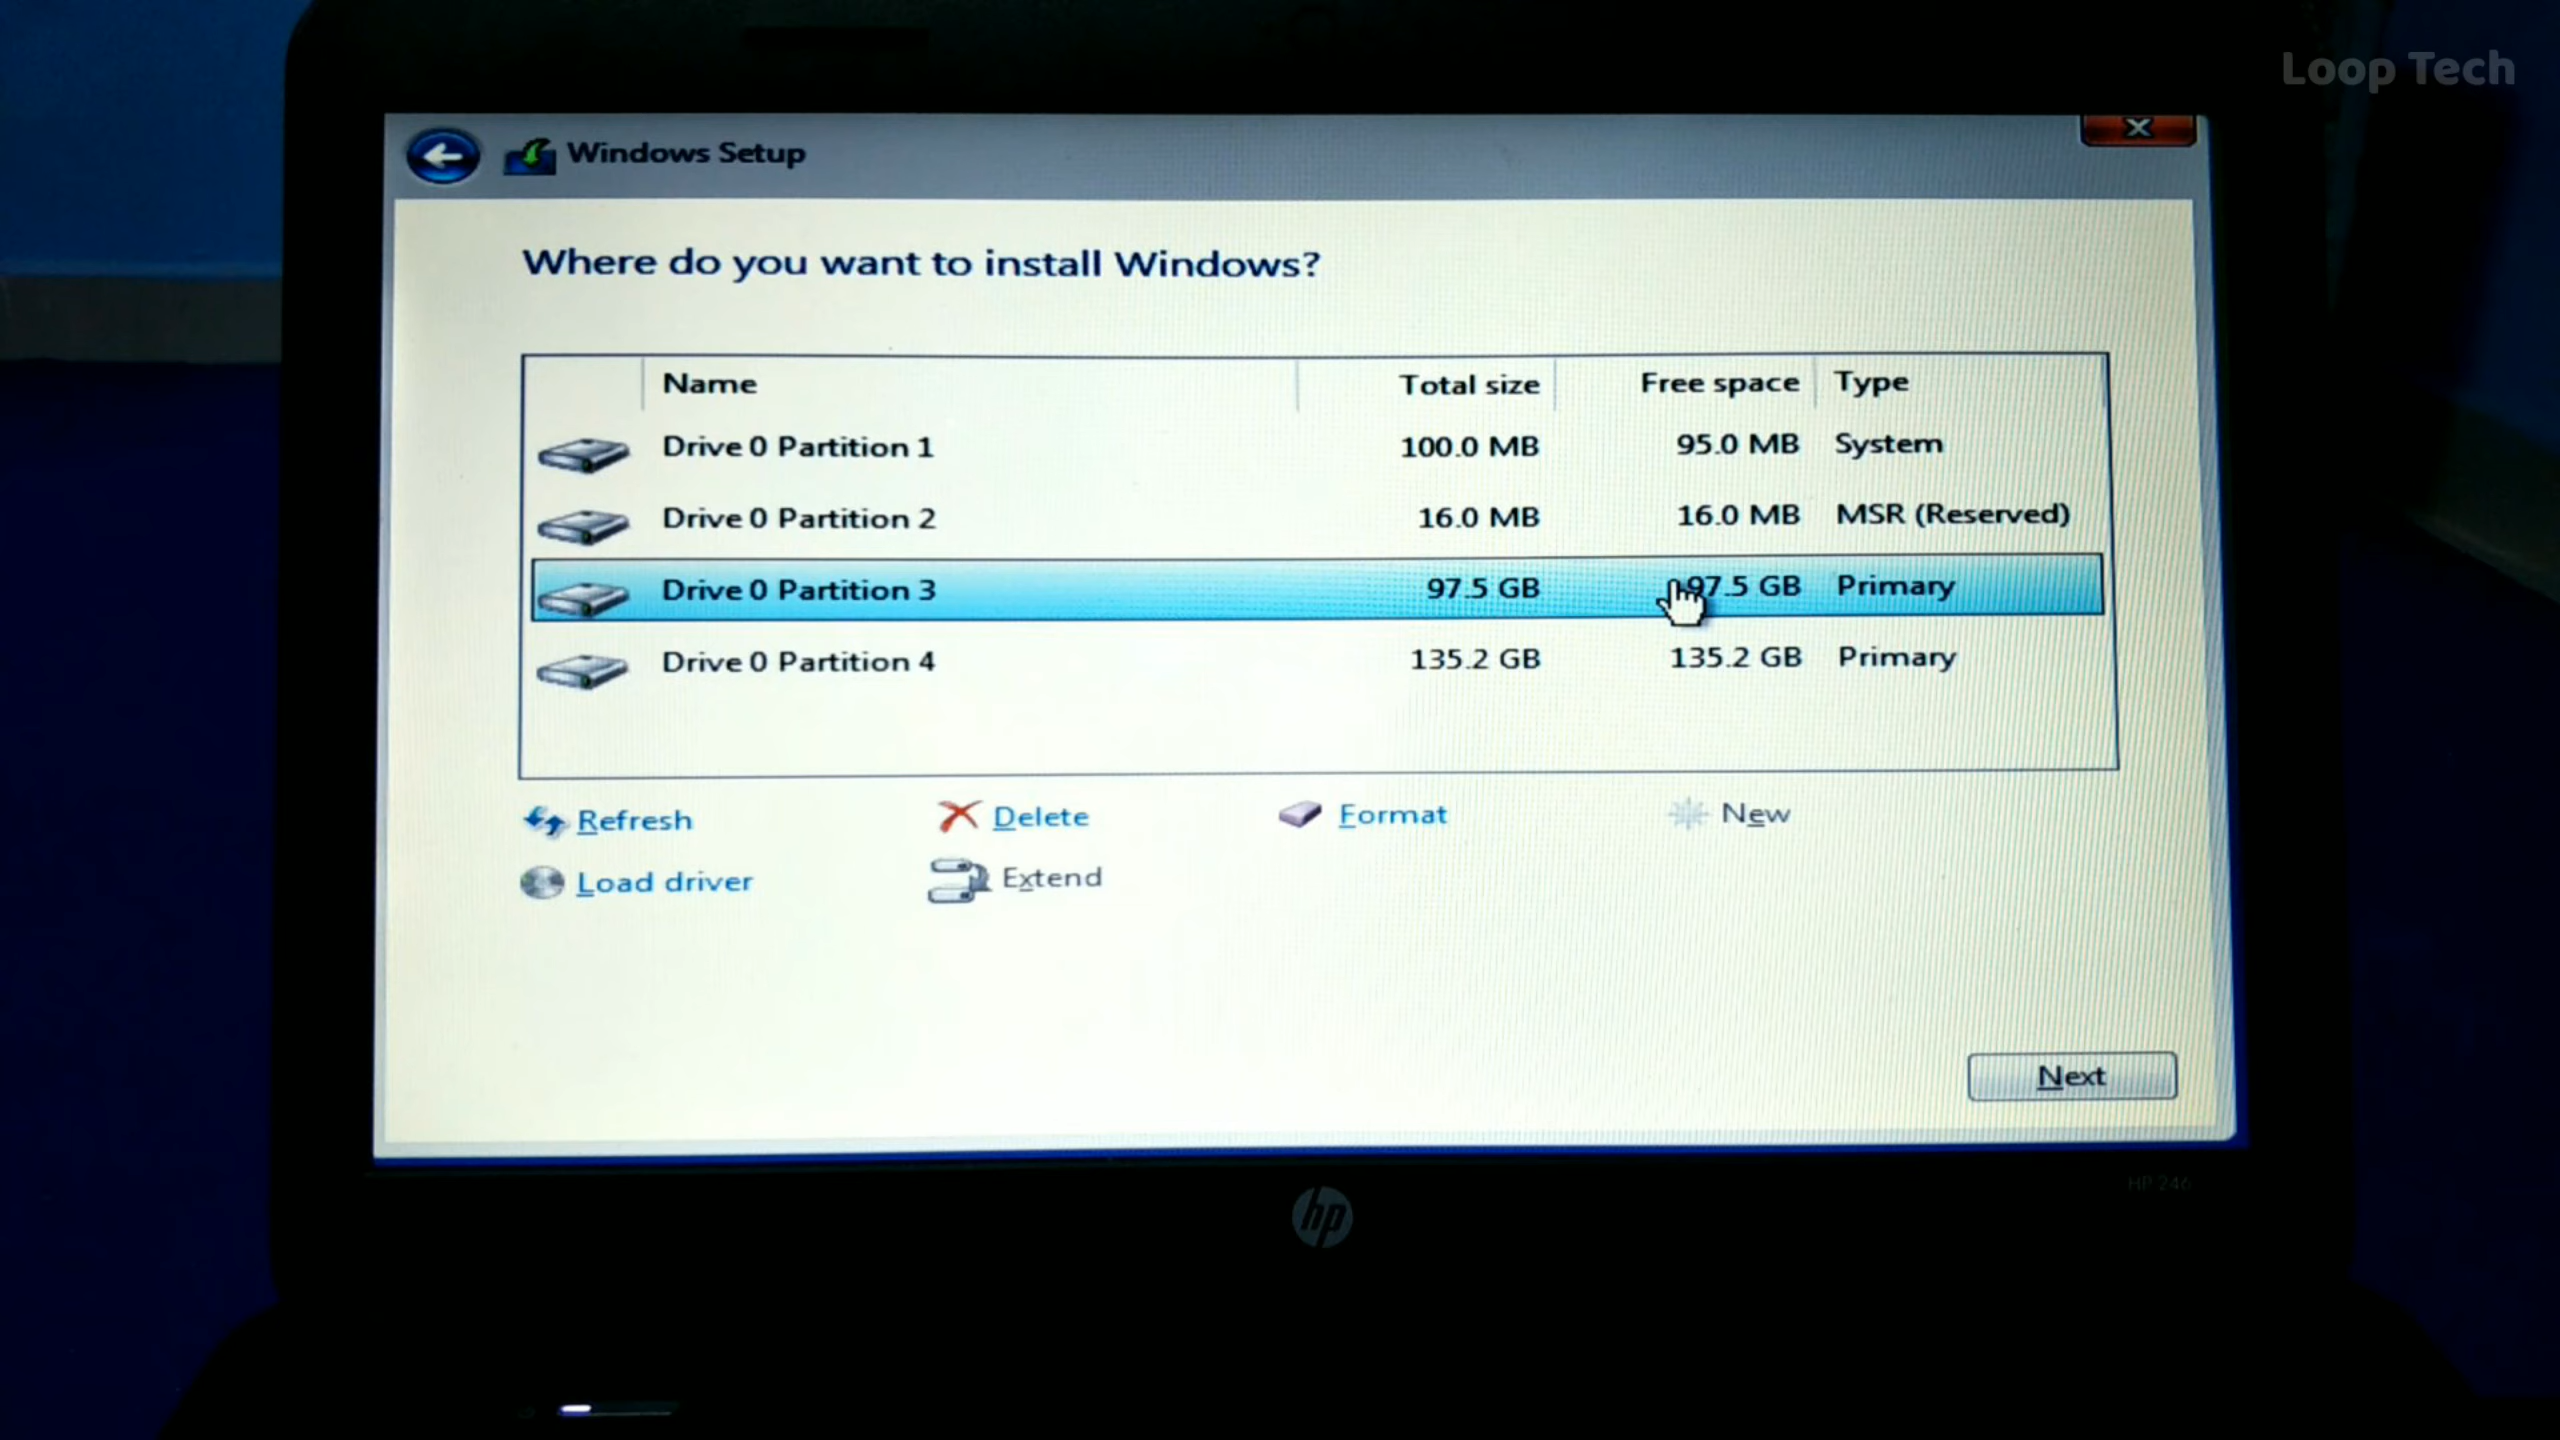 Loop Tech
Windows Setup
Where do you want to install Windows?
Name Total size Free space Type
Drive 0 Partition 1 100.0 MB 95.0 MB System
Drive 0 Partition 2 16.0 MB 16.0 MB MSR (Reserved)
Drive 0 Partition 3 97.5 GB 97.5 GB Primary
Drive 0 Partition 4 135.2 GB 135.2 GB Primary
Refresh Delete Format New
Load driver Extend
Next
HP 246
hp